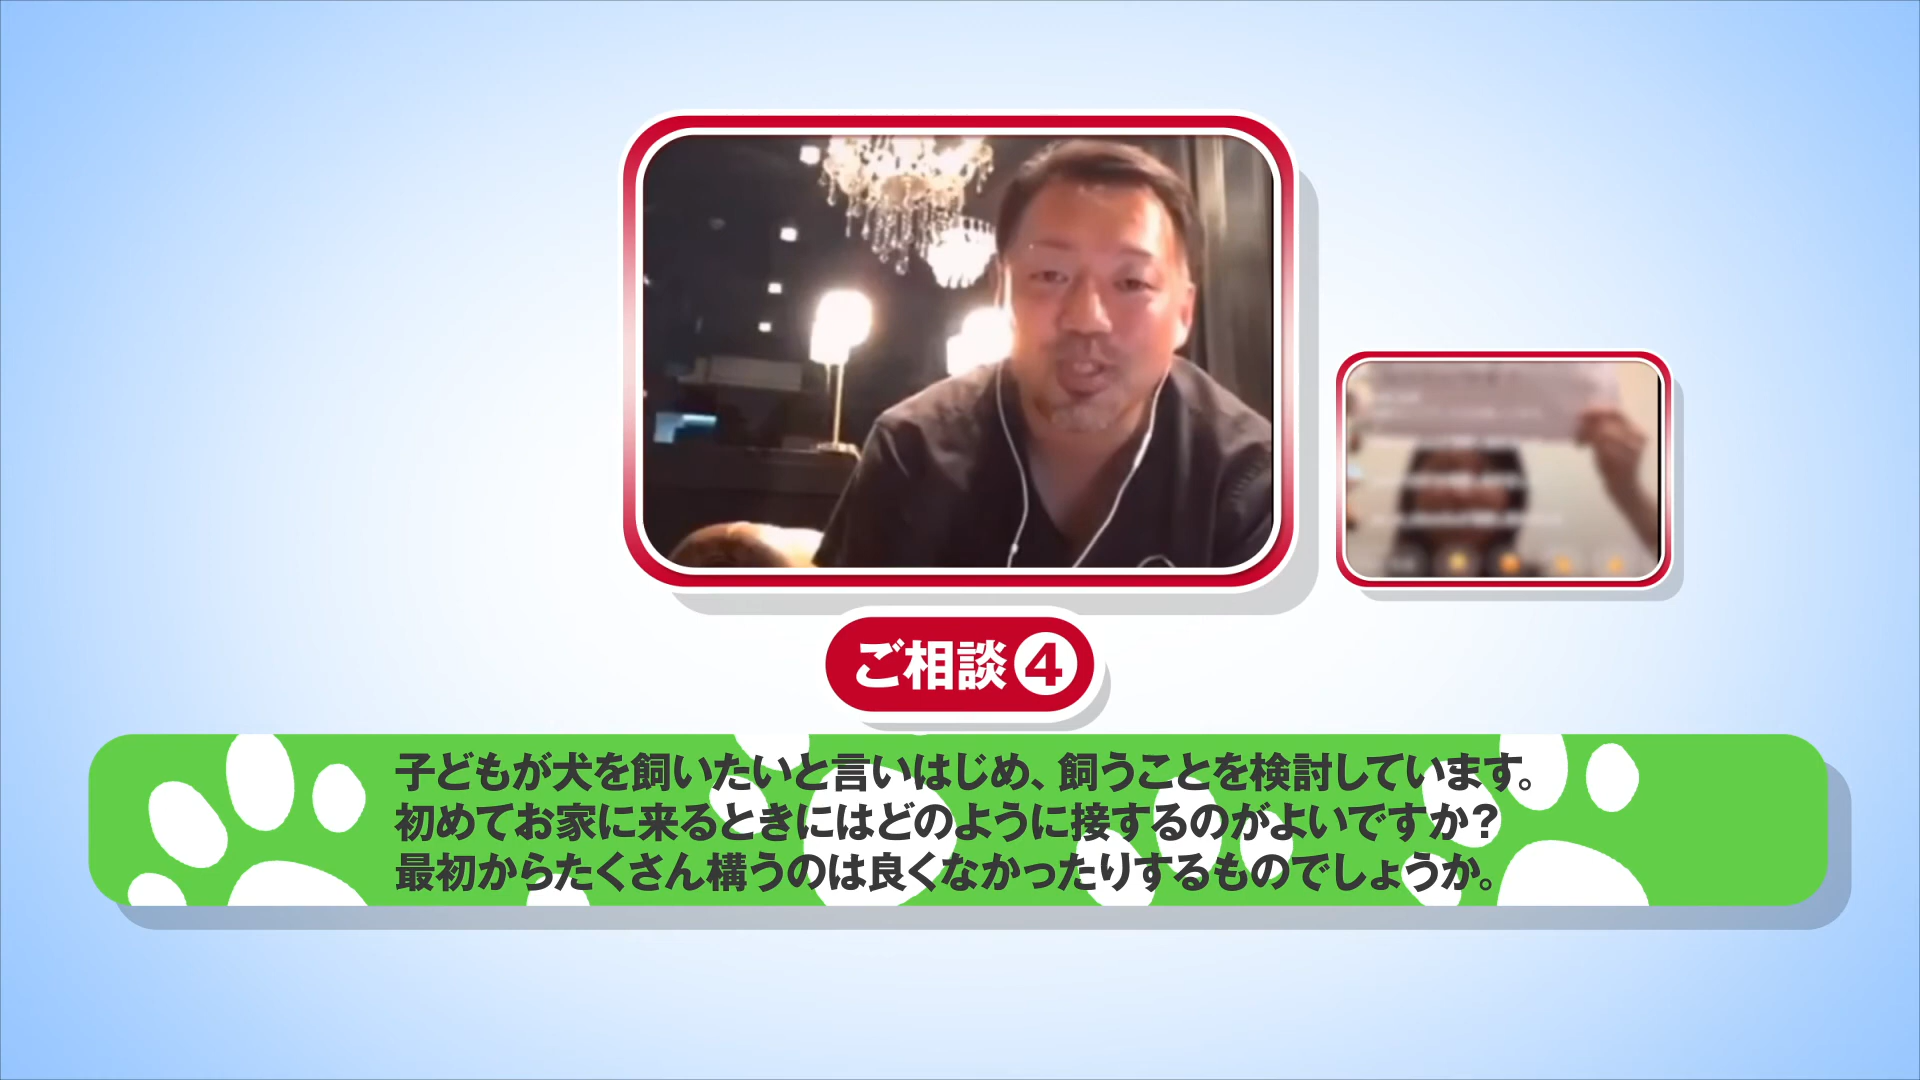 ご相談❹
子どもが犬を飼いたいと言いはじめ、飼うことを検討しています。
初めてお家に来るときにはどのように接するのがよいですか?
最初からたくさん構うのは良くなかったりするものでしょうか。